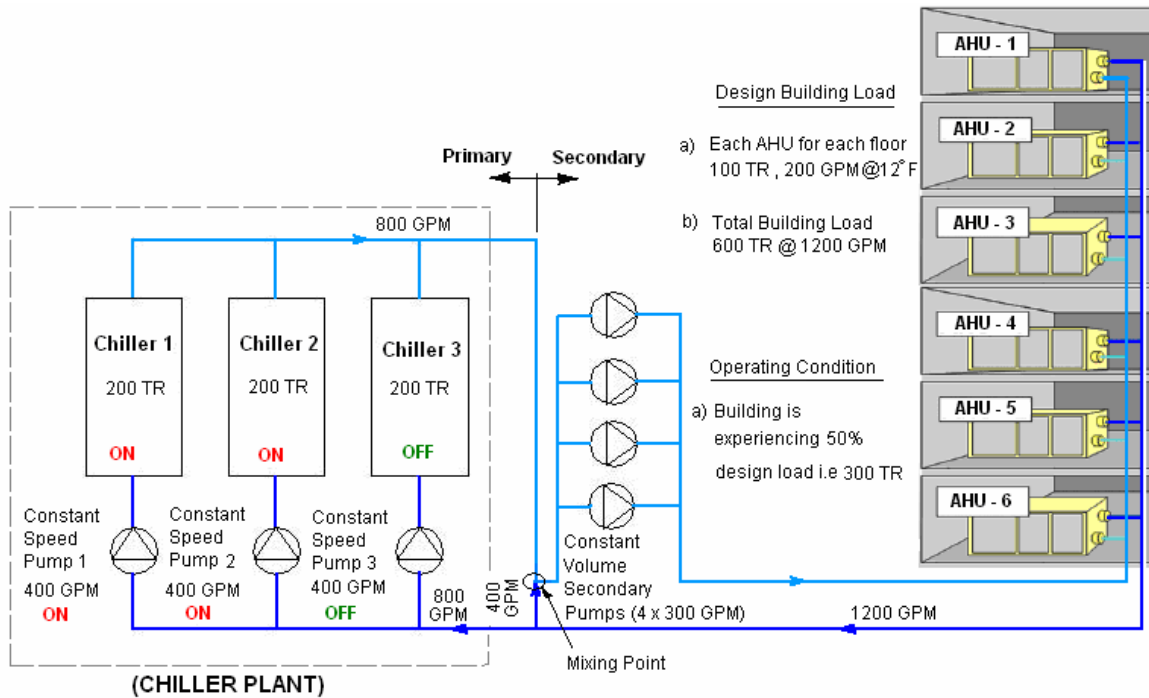 AHU - 1
AHU - 2
AHU - 3
AHU - 4
AHU - 5
AHU - 6
Design Building Load
a) Each AHU for each floor
100 TR , 200 GPM @12°F
b) Total Building Load
600 TR @ 1200 GPM
Primary
Secondary
800 GPM
Chiller 1
200 TR
ON
Chiller 2
200 TR
ON
Chiller 3
200 TR
OFF
Operating Condition
a) Building is
experiencing 50%
design load i.e 300 TR
Constant
Speed
Pump 1
400 GPM
ON
Constant
Speed
Pump 2
400 GPM
ON
Constant
Speed
Pump 3
400 GPM
OFF
800
GPM
400
GPM
Constant
Volume
Secondary
Pumps (4 x 300 GPM)
1200 GPM
Mixing Point
(CHILLER PLANT)